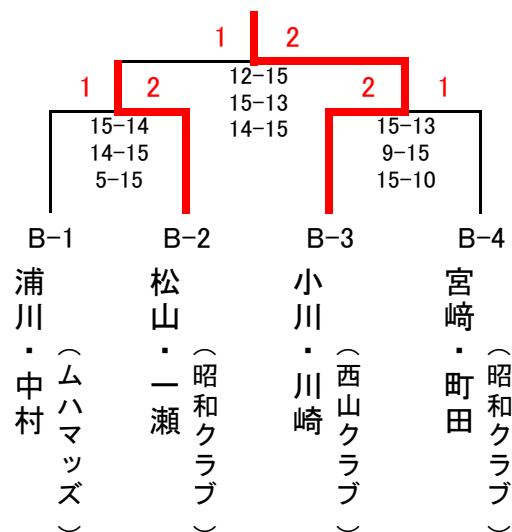 1 2
12-15
15-13
14-15
1 2
15-14
14-15
5-15
2 1
15-13
9-15
15-10
B-1
浦川・中村
（ムハマッズ）
B-2
松山・一瀬
（昭和クラブ）
B-3
小川・川崎
（西山クラブ）
B-4
宮﨑・町田
（昭和クラブ）